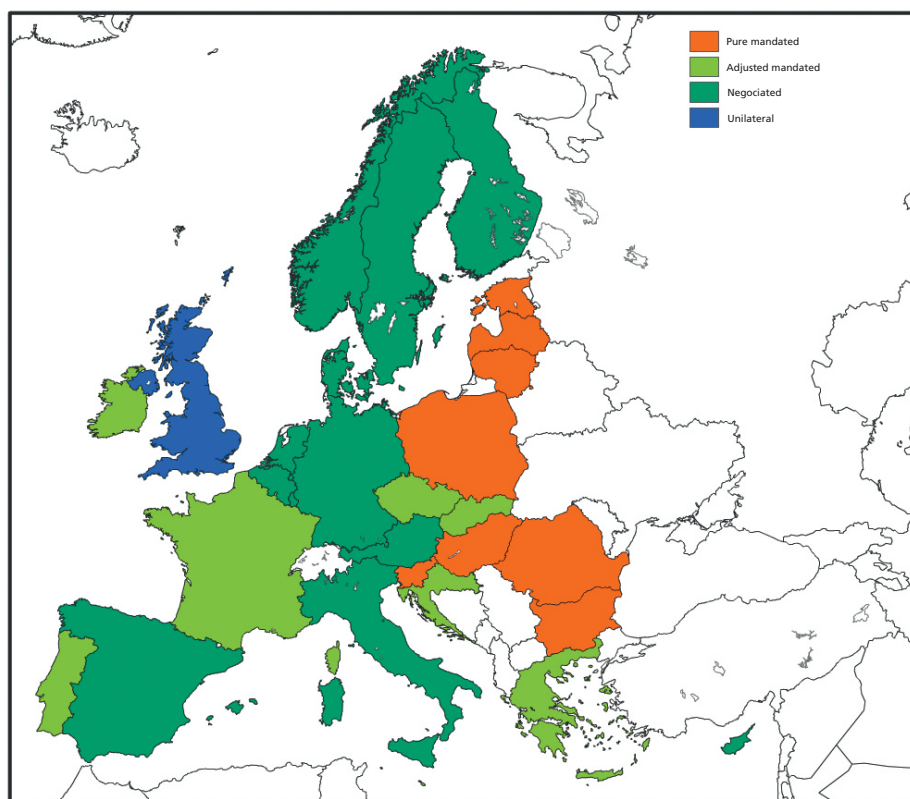 Pure mandated
Adjusted mandated
Negociated
Unilateral